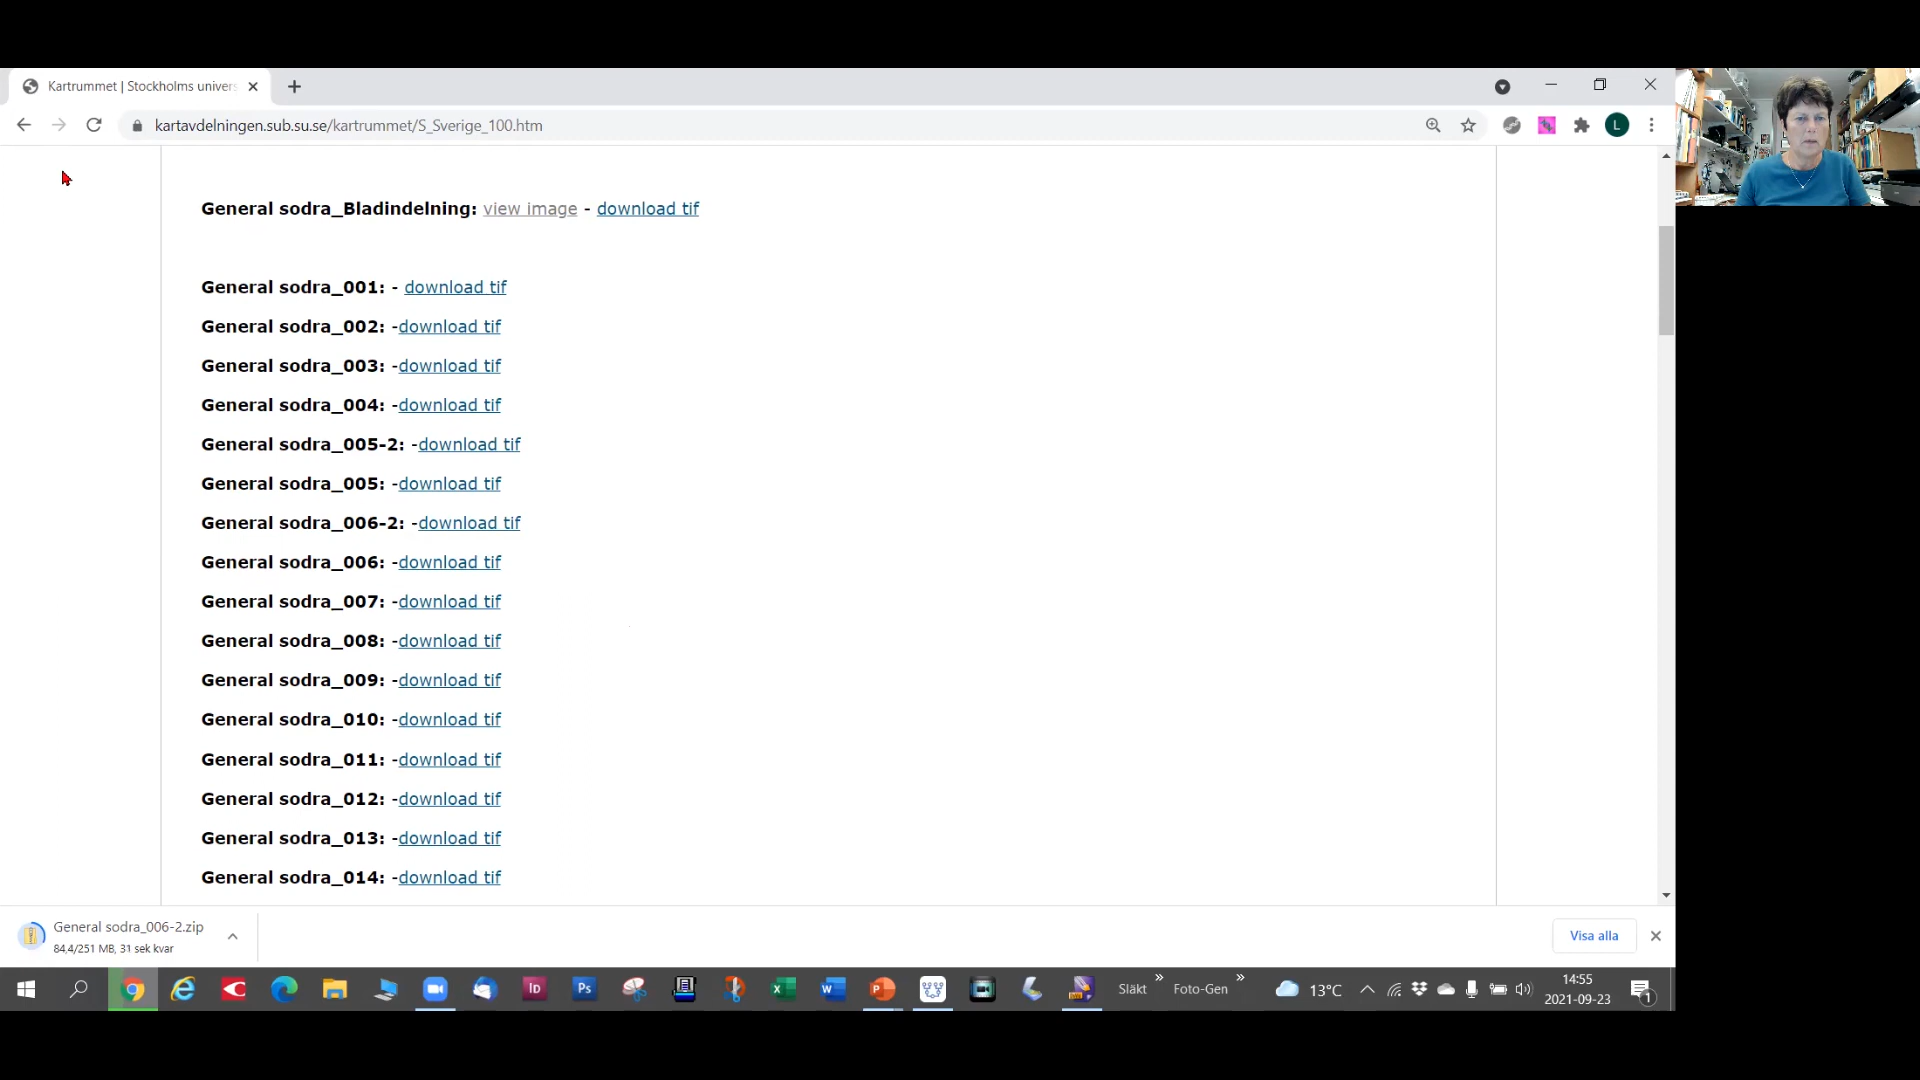 Kartrummet | Stockholms univers
kartavdelningen.sub.su.se/kartrummet/S_Sverige_100.htm
L
General sodra_Bladindelning: view image - download tif
General sodra_001: - download tif
General sodra_002: -download tif
General sodra_003: -download tif
General sodra_004: -download tif
General sodra_005-2: -download tif
General sodra_005: -download tif
General sodra_006-2: -download tif
General sodra_006: -download tif
General sodra_007: -download tif
General sodra_008: -download tif
General sodra_009: -download tif
General sodra_010: -download tif
General sodra_011: -download tif
General sodra_012: -download tif
General sodra_013: -download tif
General sodra_014: -download tif
General sodra_006-2.zip
84,4/251 MB, 31 sek kvar
Visa alla
Släkt » Foto-Gen » 13°C
14:55
2021-09-23
1